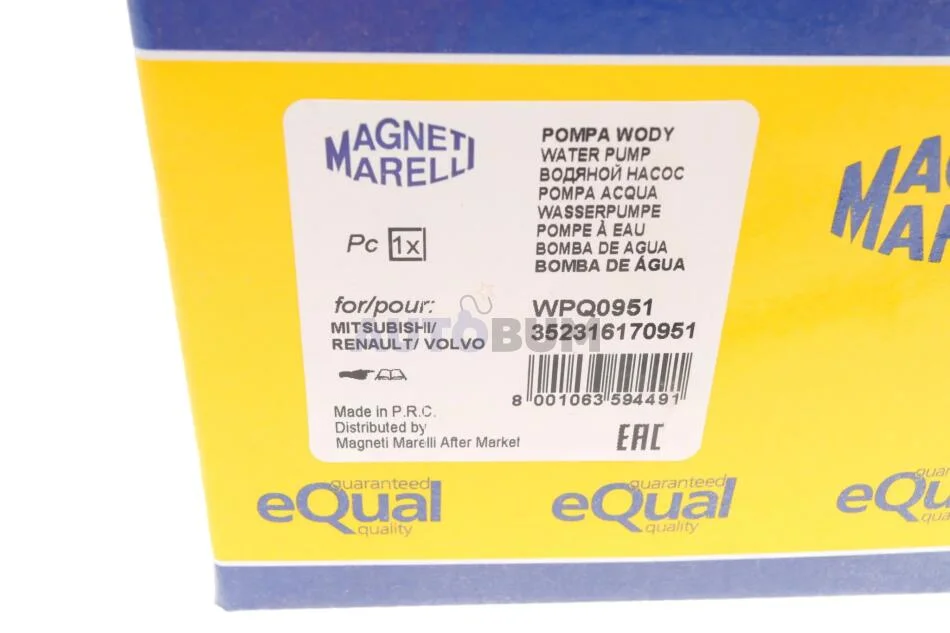 MAGNETI
MARELLI
Pc 1x
POMPA WODY
WATER PUMP
ВОДЯНОЙ НАСОС
POMPA ACQUA
WASSERPUMPE
POMPE À EAU
BOMBA DE AGUA
BOMBA DE ÁGUA
for/pour:
MITSUBISHI/
RENAULT/ VOLVO
WPQ0951
352316170951
AUTOBUM
8 001063 594491
Made in P.R.C.
Distributed by
Magneti Marelli After Market
EAC
guaranteed
eQual
quality
guaranteed
eQual
quality